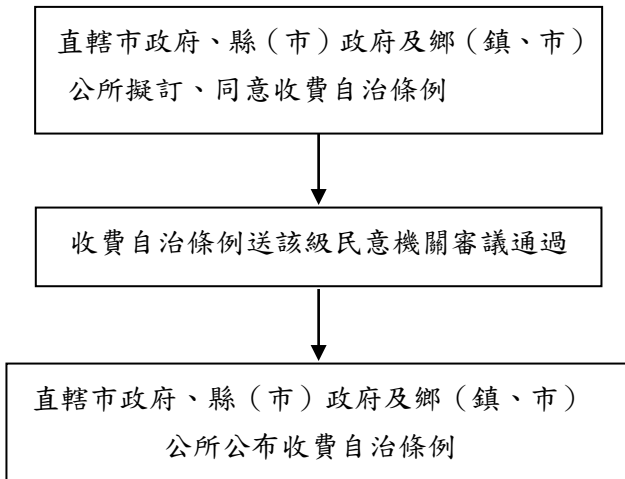 直轄市政府、縣（市）政府及鄉（鎮、市）
公所擬訂、同意收費自治條例
收費自治條例送該級民意機關審議通過
直轄市政府、縣（市）政府及鄉（鎮、市）
公所公布收費自治條例